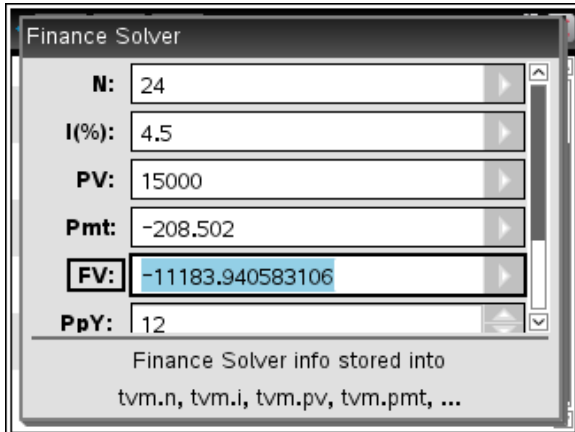 Finance Solver
N: 24
I(%): 4.5
PV: 15000
Pmt: -208.502
FV: -11183.940583106
PpY: 12
Finance Solver info stored into
tvm.n, tvm.i, tvm.pv, tvm.pmt, ...